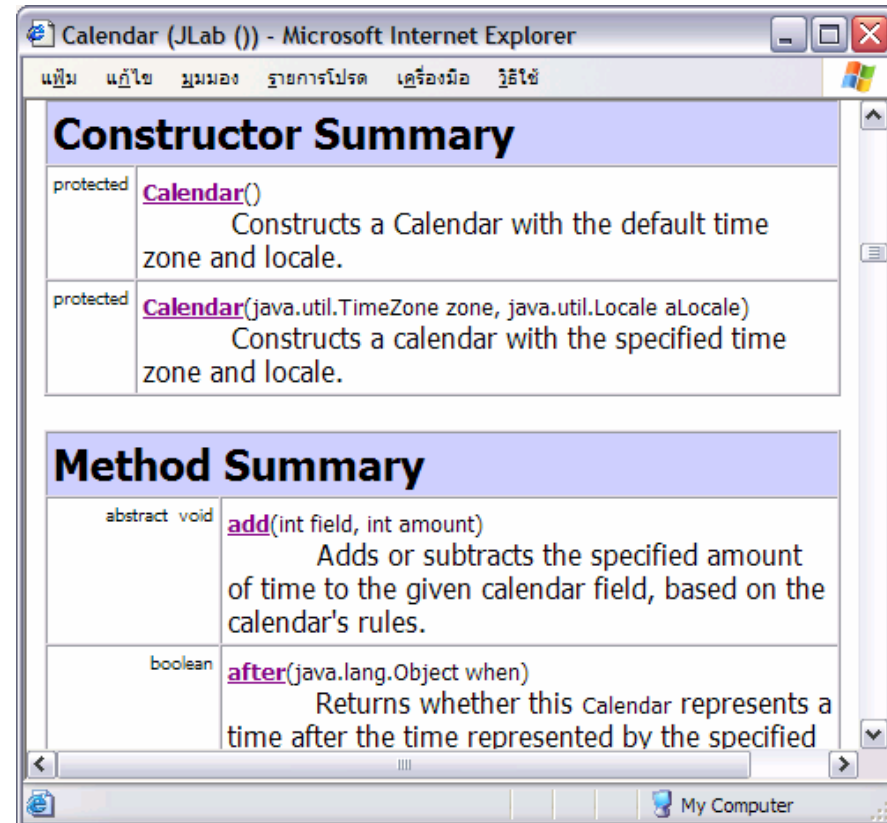 Calendar (JLab ()) - Microsoft Internet Explorer
แฟ้ม แก้ไข มุมมอง รายการโปรด เครื่องมือ วิธีใช้
Constructor Summary
protected Calendar()
Constructs a Calendar with the default time
zone and locale.
protected Calendar(java.util.TimeZone zone, java.util.Locale aLocale)
Constructs a calendar with the specified time
zone and locale.
Method Summary
abstract void add(int field, int amount)
Adds or subtracts the specified amount
of time to the given calendar field, based on the
calendar's rules.
boolean after(java.lang.Object when)
Returns whether this Calendar represents a
time after the time represented by the specified
My Computer